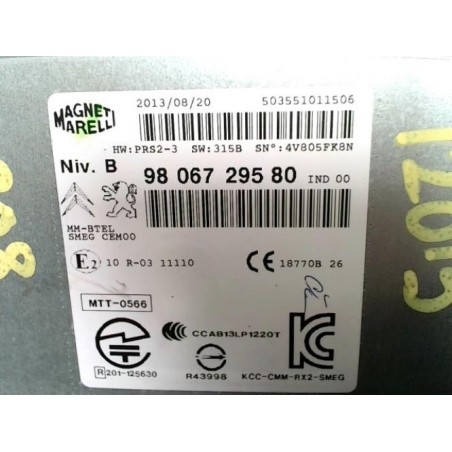 MAGNETI MARELLI
2013/08/20 503551011506
HW:PRS2-3 SW:315B SN°:4V805FK8N
Niv. B 98 067 295 80 IND 00
MM-BTEL
SMEG CEM00
E2 10 R-03 11110 CE 18770B 26
MTT-0566
CCAB13LP1220T
R 201-125630 R43998 KCC-CMM-RX2-SMEG